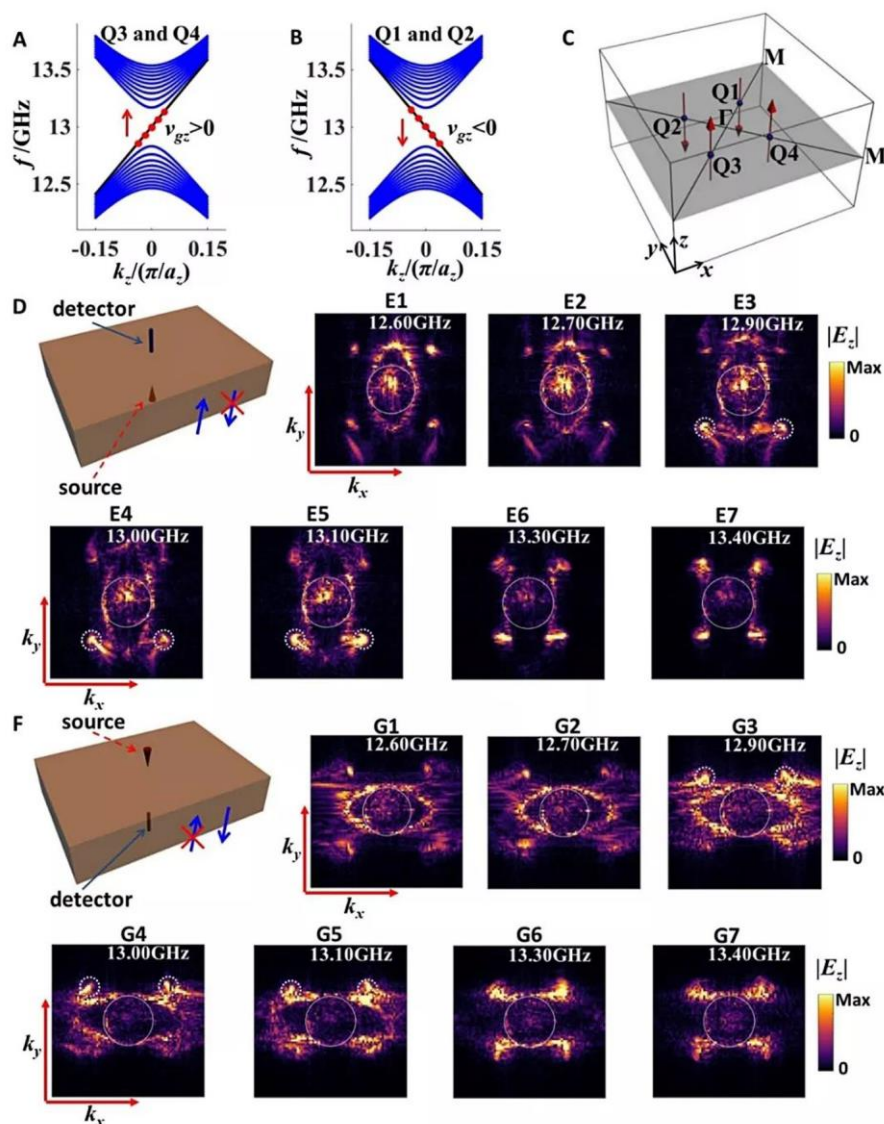 A
Q3 and Q4
f /GHz
13.5
13
12.5
v_gz>0
-0.15 0 0.15
k_z/(π/a_z)
B
Q1 and Q2
f /GHz
13.5
13
12.5
v_gz<0
-0.15 0 0.15
k_z/(π/a_z)
C
M
Q1
Q2 Γ
Q3 Q4
M
y z
x
D
detector
source
E1
12.60GHz
E2
12.70GHz
E3
12.90GHz
|E_z|
Max
0
k_y
k_x
E4
13.00GHz
E5
13.10GHz
E6
13.30GHz
E7
13.40GHz
|E_z|
Max
0
k_y
k_x
F
source
detector
G1
12.60GHz
G2
12.70GHz
G3
12.90GHz
|E_z|
Max
0
k_y
k_x
G4
13.00GHz
G5
13.10GHz
G6
13.30GHz
G7
13.40GHz
|E_z|
Max
0
k_y
k_x